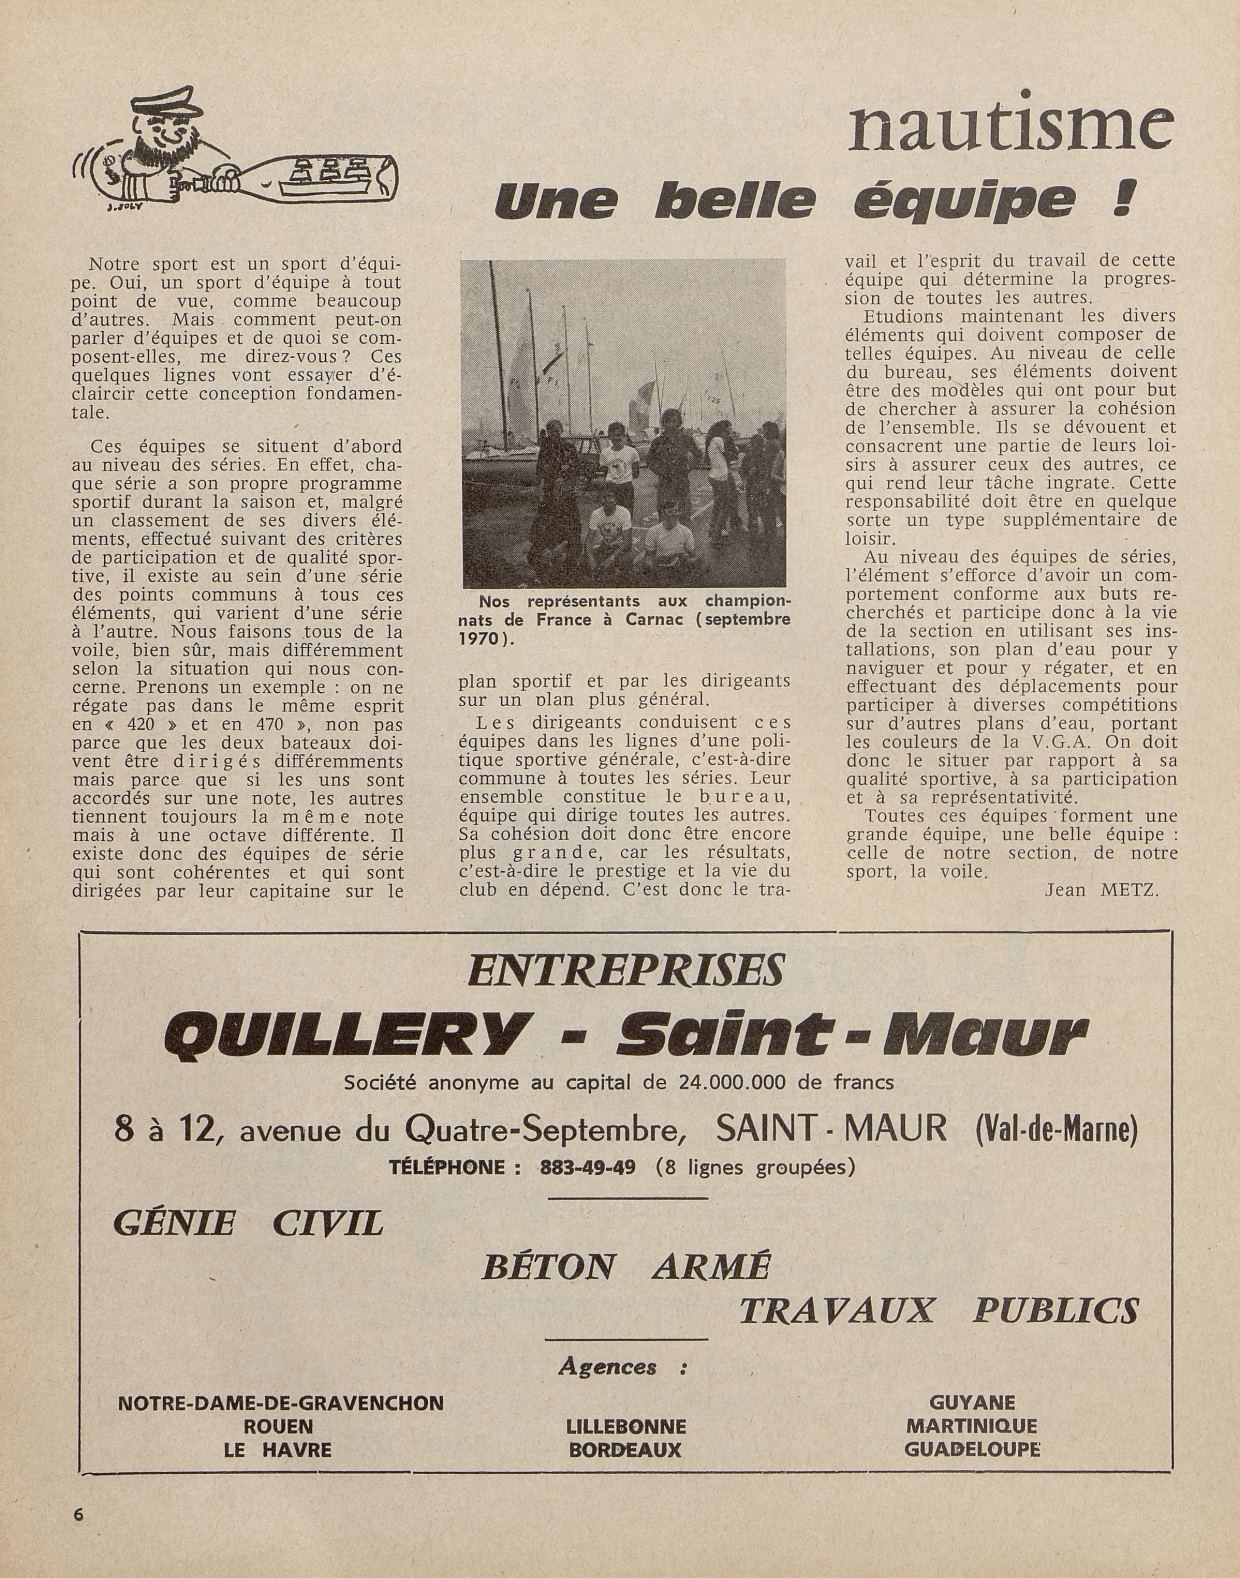 nautisme
Une belle équipe !
J. JOLY
Notre sport est un sport d'équi-
pe. Oui, un sport d'équipe à tout
point de vue, comme beaucoup
d'autres. Mais comment peut-on
parler d'équipes et de quoi se com-
posent-elles, me direz-vous ? Ces
quelques lignes vont essayer d'é-
claircir cette conception fondamen-
tale.
Ces équipes se situent d'abord
au niveau des séries. En effet, cha-
que série a son propre programme
sportif durant la saison et, malgré
un classement de ses divers élé-
ments, effectué suivant des critères
de participation et de qualité spor-
tive, il existe au sein d'une série
des points communs à tous ces
éléments, qui varient d'une série
à l'autre. Nous faisons tous de la
voile, bien sûr, mais différemment
selon la situation qui nous con-
cerne. Prenons un exemple : on ne
régate pas dans le même esprit
en « 420 » et en 470 », non pas
parce que les deux bateaux doi-
vent être dirigés différemments
mais parce que si les uns sont
accordés sur une note, les autres
tiennent toujours la même note
mais à une octave différente. Il
existe donc des équipes de série
qui sont cohérentes et qui sont
dirigées par leur capitaine sur le
Nos représentants aux champion-
nats de France à Carnac (septembre
1970).
plan sportif et par les dirigeants
sur un plan plus général.
Les dirigeants conduisent ces
équipes dans les lignes d'une poli-
tique sportive générale, c'est-à-dire
commune à toutes les séries. Leur
ensemble constitue le bureau,
équipe qui dirige toutes les autres.
Sa cohésion doit donc être encore
plus grande, car les résultats,
c'est-à-dire le prestige et la vie du
club en dépend. C'est donc le tra-
vail et l'esprit du travail de cette
équipe qui détermine la progres-
sion de toutes les autres.
Etudions maintenant les divers
éléments qui doivent composer de
telles équipes. Au niveau de celle
du bureau, ses éléments doivent
être des modèles qui ont pour but
de chercher à assurer la cohésion
de l'ensemble. Ils se dévouent et
consacrent une partie de leurs loi-
sirs à assurer ceux des autres, ce
qui rend leur tâche ingrate. Cette
responsabilité doit être en quelque
sorte un type supplémentaire de
loisir.
Au niveau des équipes de séries,
l'élément s'efforce d'avoir un com-
portement conforme aux buts re-
cherchés et participe donc à la vie
de la section en utilisant ses ins-
tallations, son plan d'eau pour y
naviguer et pour y régater, et en
effectuant des déplacements pour
participer à diverses compétitions
sur d'autres plans d'eau, portant
les couleurs de la V.G.A. On doit
donc le situer par rapport à sa
qualité sportive, à sa participation
et à sa représentativité.
Toutes ces équipes forment une
grande équipe, une belle équipe :
celle de notre section, de notre
sport, la voile.
Jean METZ.
ENTREPRISES
QUILLERY - Saint-Maur
Société anonyme au capital de 24.000.000 de francs
8 à 12, avenue du Quatre-Septembre, SAINT-MAUR (Val-de-Marne)
TÉLÉPHONE : 883-49-49 (8 lignes groupées)
GÉNIE CIVIL
BÉTON ARMÉ
TRAVAUX PUBLICS
Agences :
NOTRE-DAME-DE-GRAVENCHON
ROUEN
LE HAVRE
LILLEBONNE
BORDEAUX
GUYANE
MARTINIQUE
GUADELOUPE
6